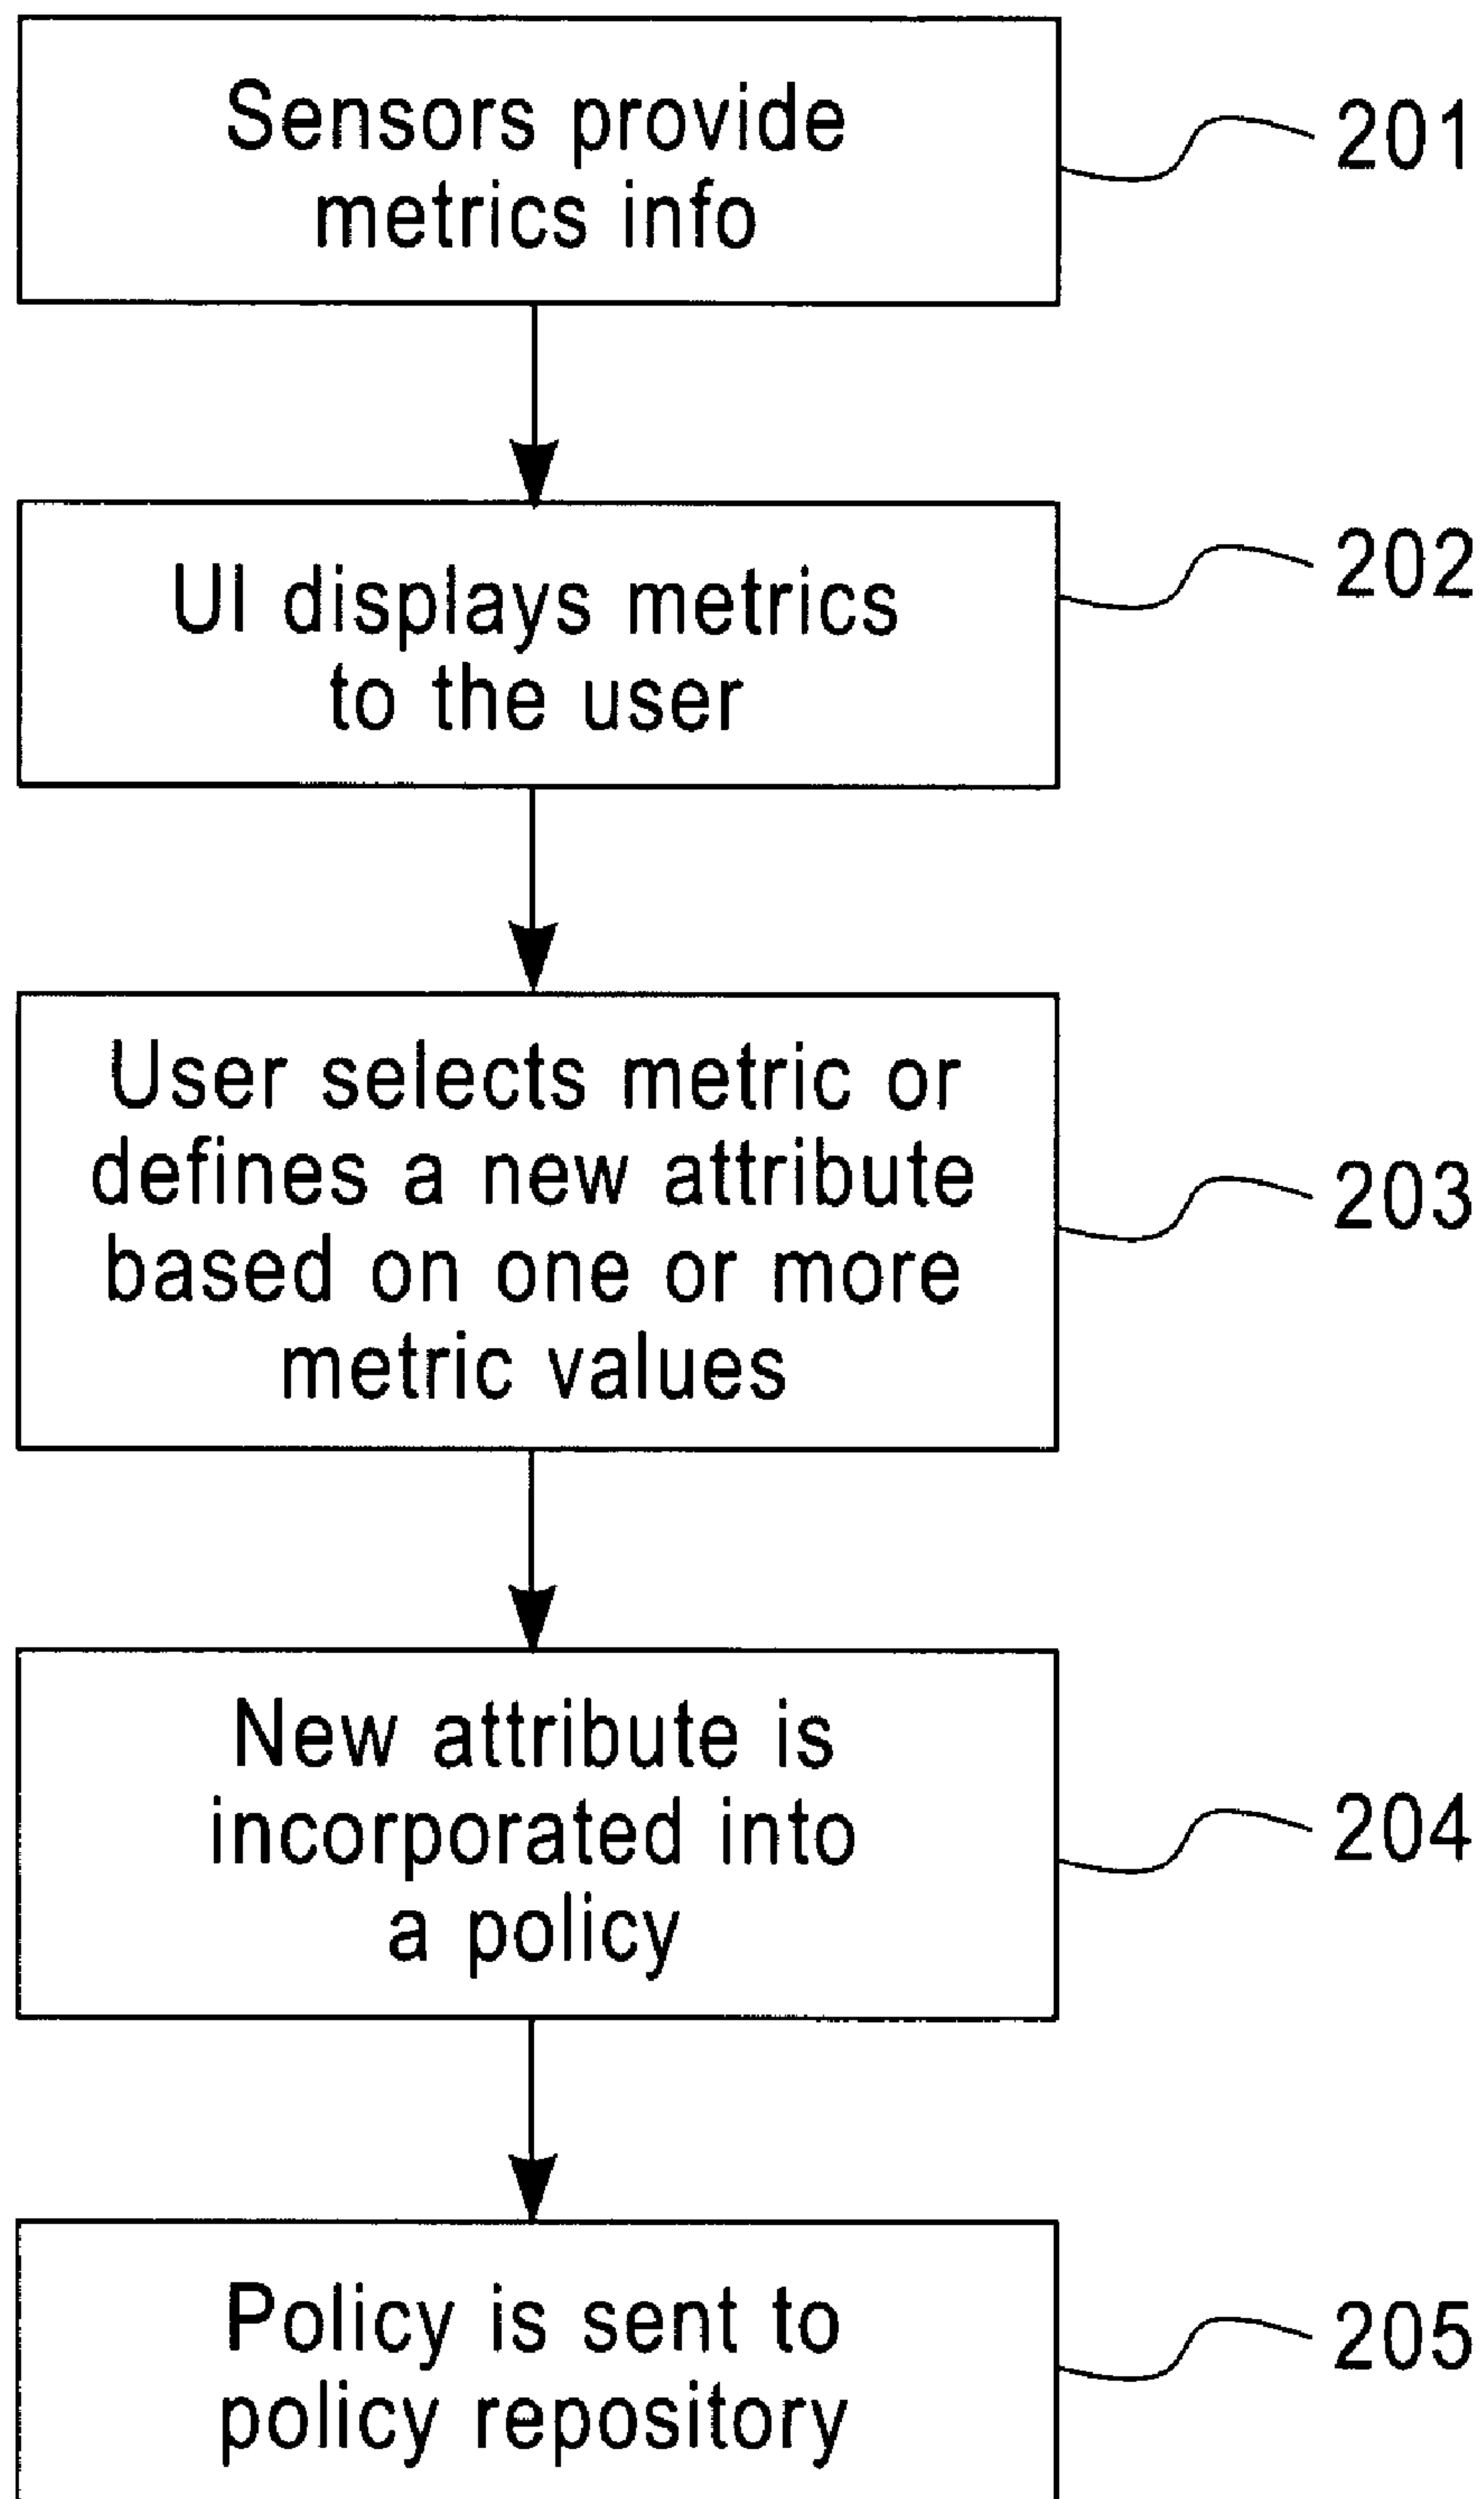 Sensors provide
metrics info
201
UI displays metrics
to the user
202
User selects metric or
defines a new attribute
based on one or more
metric values
203
New attribute is
incorporated into
a policy
204
Policy is sent to
policy repository
205